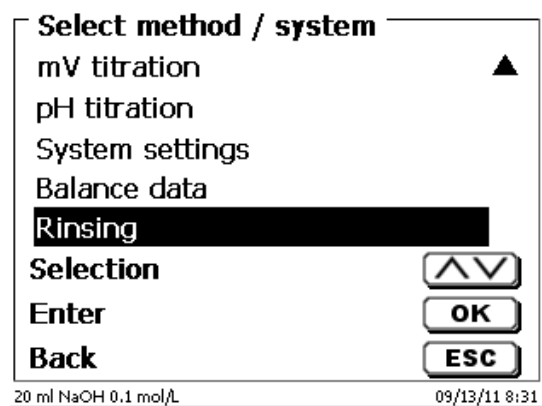 Select method / system
mV titration
pH titration
System settings
Balance data
Rinsing
Selection
Enter OK
Back ESC
20 ml NaOH 0.1 mol/L 09/13/11 8:31